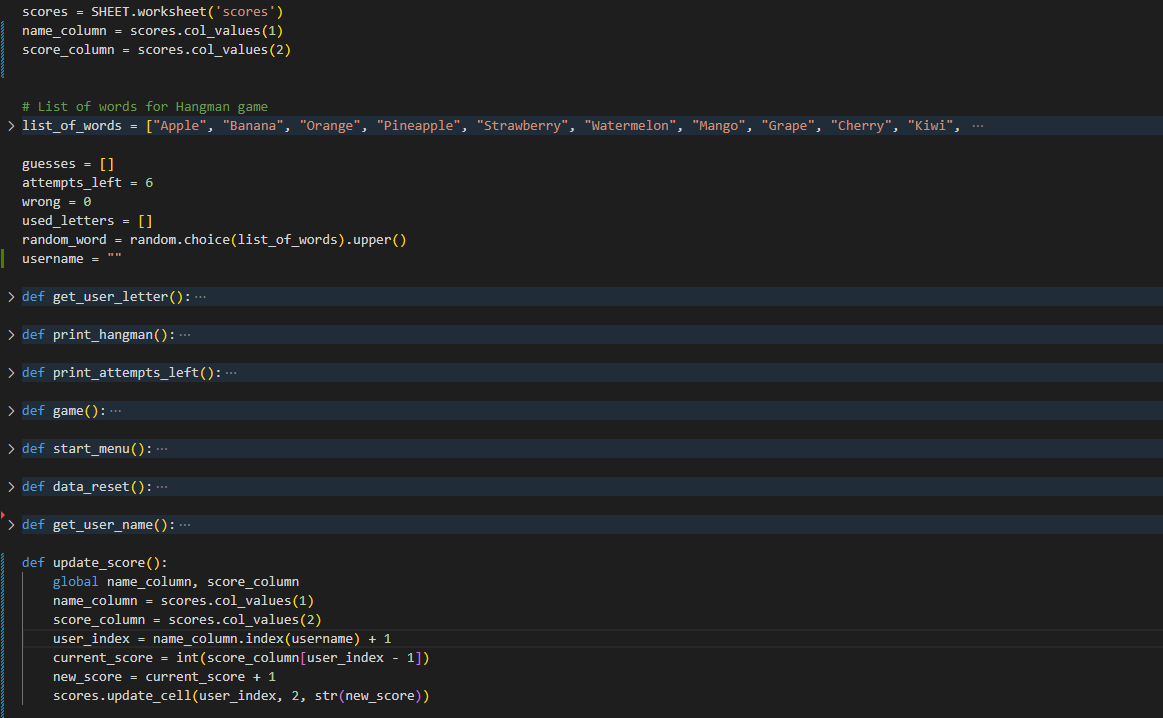 scores = SHEET.worksheet('scores')
name_column = scores.col_values(1)
score_column = scores.col_values(2)
# List of words for Hangman game
list_of_words = ["Apple", "Banana", "Orange", "Pineapple", "Strawberry", "Watermelon", "Mango", "Grape", "Cherry", "Kiwi", ···
guesses = []
attempts_left = 6
wrong = 0
used_letters = []
random_word = random.choice(list_of_words).upper()
username = ""
def get_user_letter(): ···
def print_hangman(): ···
def print_attempts_left(): ···
def game(): ···
def start_menu(): ···
def data_reset(): ···
def get_user_name(): ···
def update_score():
    global name_column, score_column
    name_column = scores.col_values(1)
    score_column = scores.col_values(2)
    user_index = name_column.index(username) + 1
    current_score = int(score_column[user_index - 1])
    new_score = current_score + 1
    scores.update_cell(user_index, 2, str(new_score))